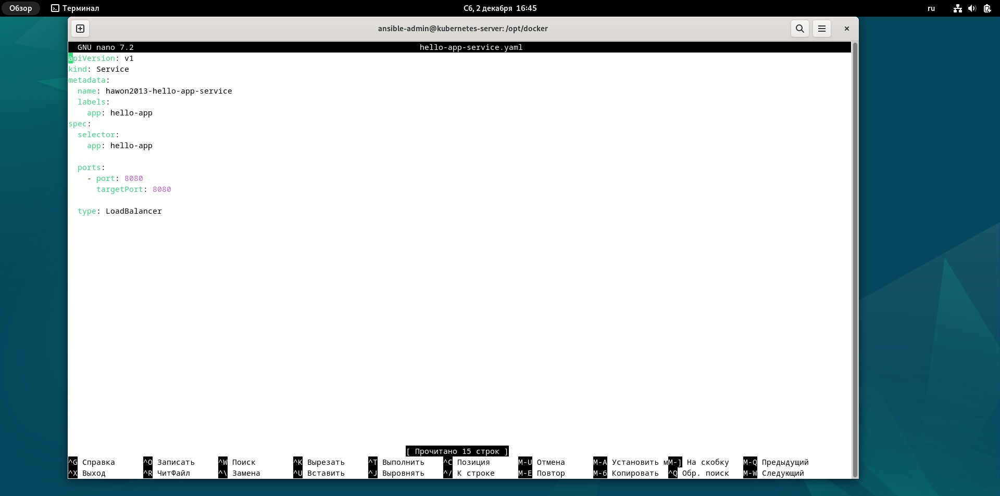 Обзор Терминал Сб, 2 декабря 16:45 ru
ansible-admin@kubernetes-server: /opt/docker
GNU nano 7.2 hello-app-service.yaml
apiVersion: v1
kind: Service
metadata:
  name: hawon2013-hello-app-service
  labels:
    app: hello-app
spec:
  selector:
    app: hello-app
  ports:
    - port: 8080
      targetPort: 8080
  type: LoadBalancer
[ Прочитано 15 строк ]
^G Справка ^O Записать ^W Поиск ^K Вырезать ^T Выполнить ^C Позиция M-U Отмена M-A Установить мM-] На скобку M-Q Предыдущий
^X Выход ^R ЧитФайл ^\ Замена ^U Вставить ^J Выровнять ^/ К строке M-E Повтор M-6 Копировать ^Q Обр. поиск M-W Следующий